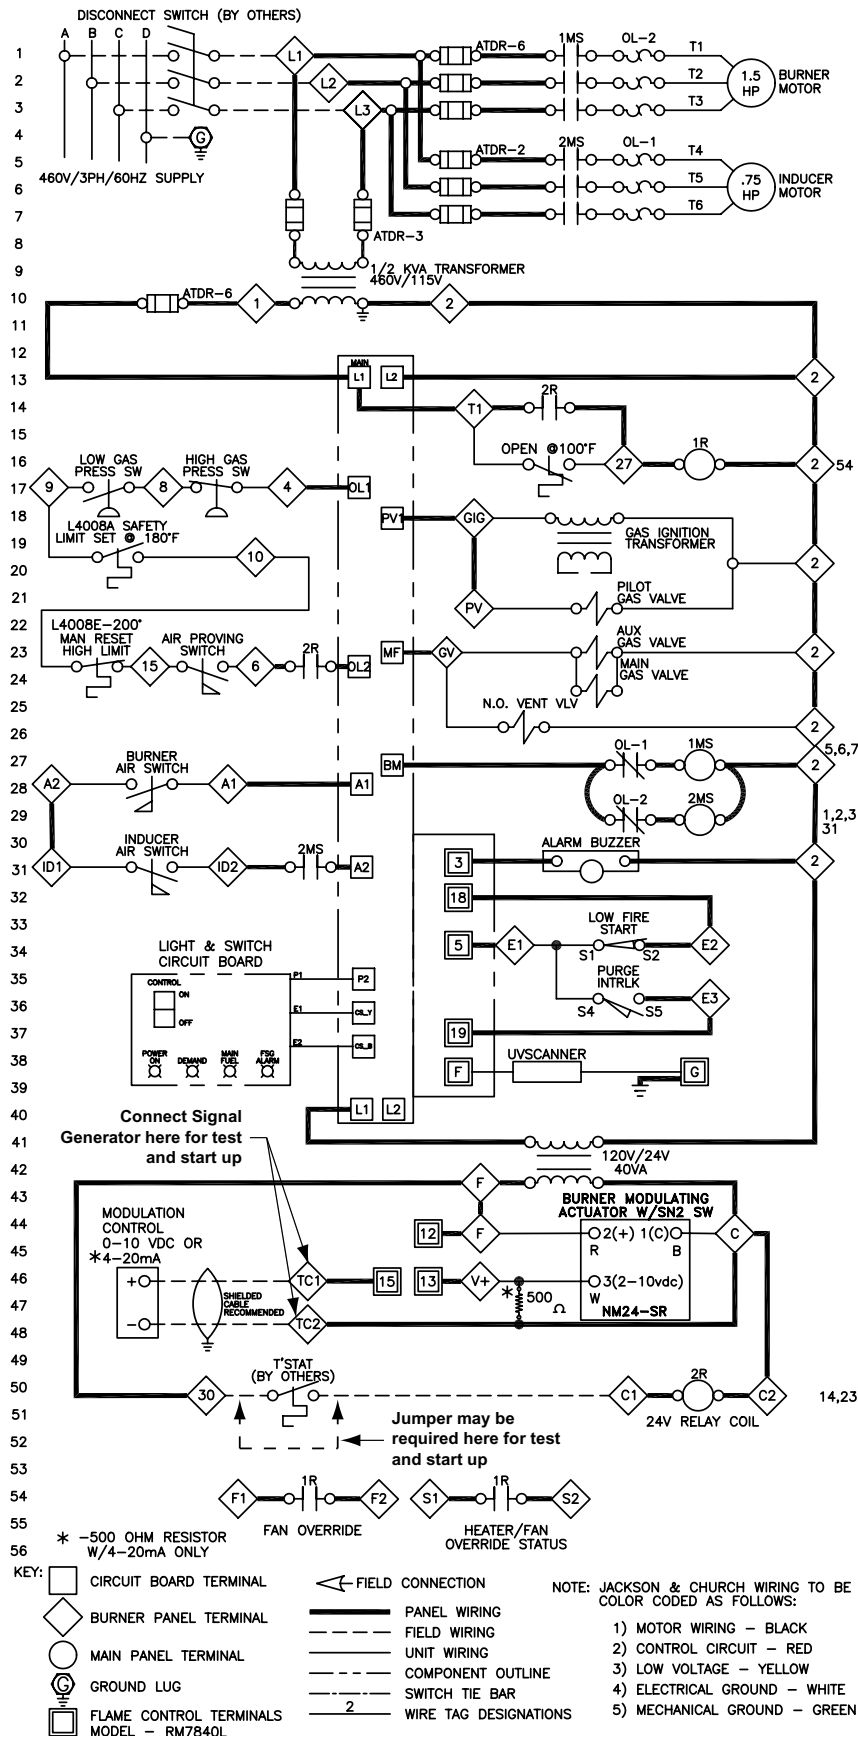 DISCONNECT SWITCH (BY OTHERS)
A B C D
1 L1 ATDR-6 1MS OL-2 T1
2 L2 T2 1.5 HP BURNER MOTOR
3 L3 T3
4 G
5 ATDR-2 2MS OL-1 T4
460V/3PH/60HZ SUPPLY
6 T5 .75 HP INDUCER MOTOR
7 T6
ATDR-3
8
9 1/2 KVA TRANSFORMER
460V/115V
10 ATDR-6 1 2
11
12
MAIN
13 L1 L2 2
14 T1 2R
15 OPEN @100°F 1R
16 LOW GAS PRESS SW HIGH GAS PRESS SW 27 2 54
17 9 8 4 OL1
18 PV1 GIG
L4008A SAFETY
LIMIT SET @ 180°F
19 10 GAS IGNITION
TRANSFORMER
20 2
21 PV PILOT
GAS VALVE
22 L4008E-200°
MAN RESET
HIGH LIMIT
AIR PROVING
SWITCH
AUX
GAS VALVE
23 15 6 2R OL2 MF GV 2
24 MAIN
GAS VALVE
25 N.O. VENT VLV
26 2
5,6,7
27 BURNER
AIR SWITCH
BM OL-1 1MS 2
28 A2 A1 A1
29 OL-2 2MS 1,2,3
31
30 INDUCER
AIR SWITCH
2MS ALARM BUZZER
31 ID1 ID2 A2 3 2
32 18
33 LOW FIRE
START
34 5 E1 S1 S2 E2
LIGHT & SWITCH
CIRCUIT BOARD
35 P1 P2 PURGE
INTRLK
CONTROL
ON
36 E1 CS_Y S4 S5 E3
OFF
37 E2 CS_B 19
38 POWER
ON
DEMAND
MAIN
FUEL
FSG
ALARM
UVSCANNER
F G
39
40 L1 L2
Connect Signal
Generator here for test
and start up
41 120V/24V
40VA
42
43 F BURNER MODULATING
ACTUATOR W/SN2 SW
MODULATION
CONTROL
0-10 VDC OR
*4-20mA
44 12 F 2(+) 1(C) C
45 R B
46 + TC1 15 13 V+ 3(2-10vdc)
SHIELDED
CABLE
RECOMMENDED
47 * 500 Ω W NM24-SR
48 - TC2
49 T'STAT
(BY OTHERS)
50 30 C1 2R C2 14,23
51 24V RELAY COIL
52 Jumper may be
required here for test
and start up
53
54 F1 1R F2 S1 1R S2
55 FAN OVERRIDE HEATER/FAN
OVERRIDE STATUS
56 * -500 OHM RESISTOR
W/4-20mA ONLY
KEY:
CIRCUIT BOARD TERMINAL
BURNER PANEL TERMINAL
MAIN PANEL TERMINAL
G GROUND LUG
FLAME CONTROL TERMINALS
MODEL - RM7840L
FIELD CONNECTION
PANEL WIRING
FIELD WIRING
UNIT WIRING
COMPONENT OUTLINE
SWITCH TIE BAR
2 WIRE TAG DESIGNATIONS
NOTE: JACKSON & CHURCH WIRING TO BE
COLOR CODED AS FOLLOWS:
1) MOTOR WIRING - BLACK
2) CONTROL CIRCUIT - RED
3) LOW VOLTAGE - YELLOW
4) ELECTRICAL GROUND - WHITE
5) MECHANICAL GROUND - GREEN